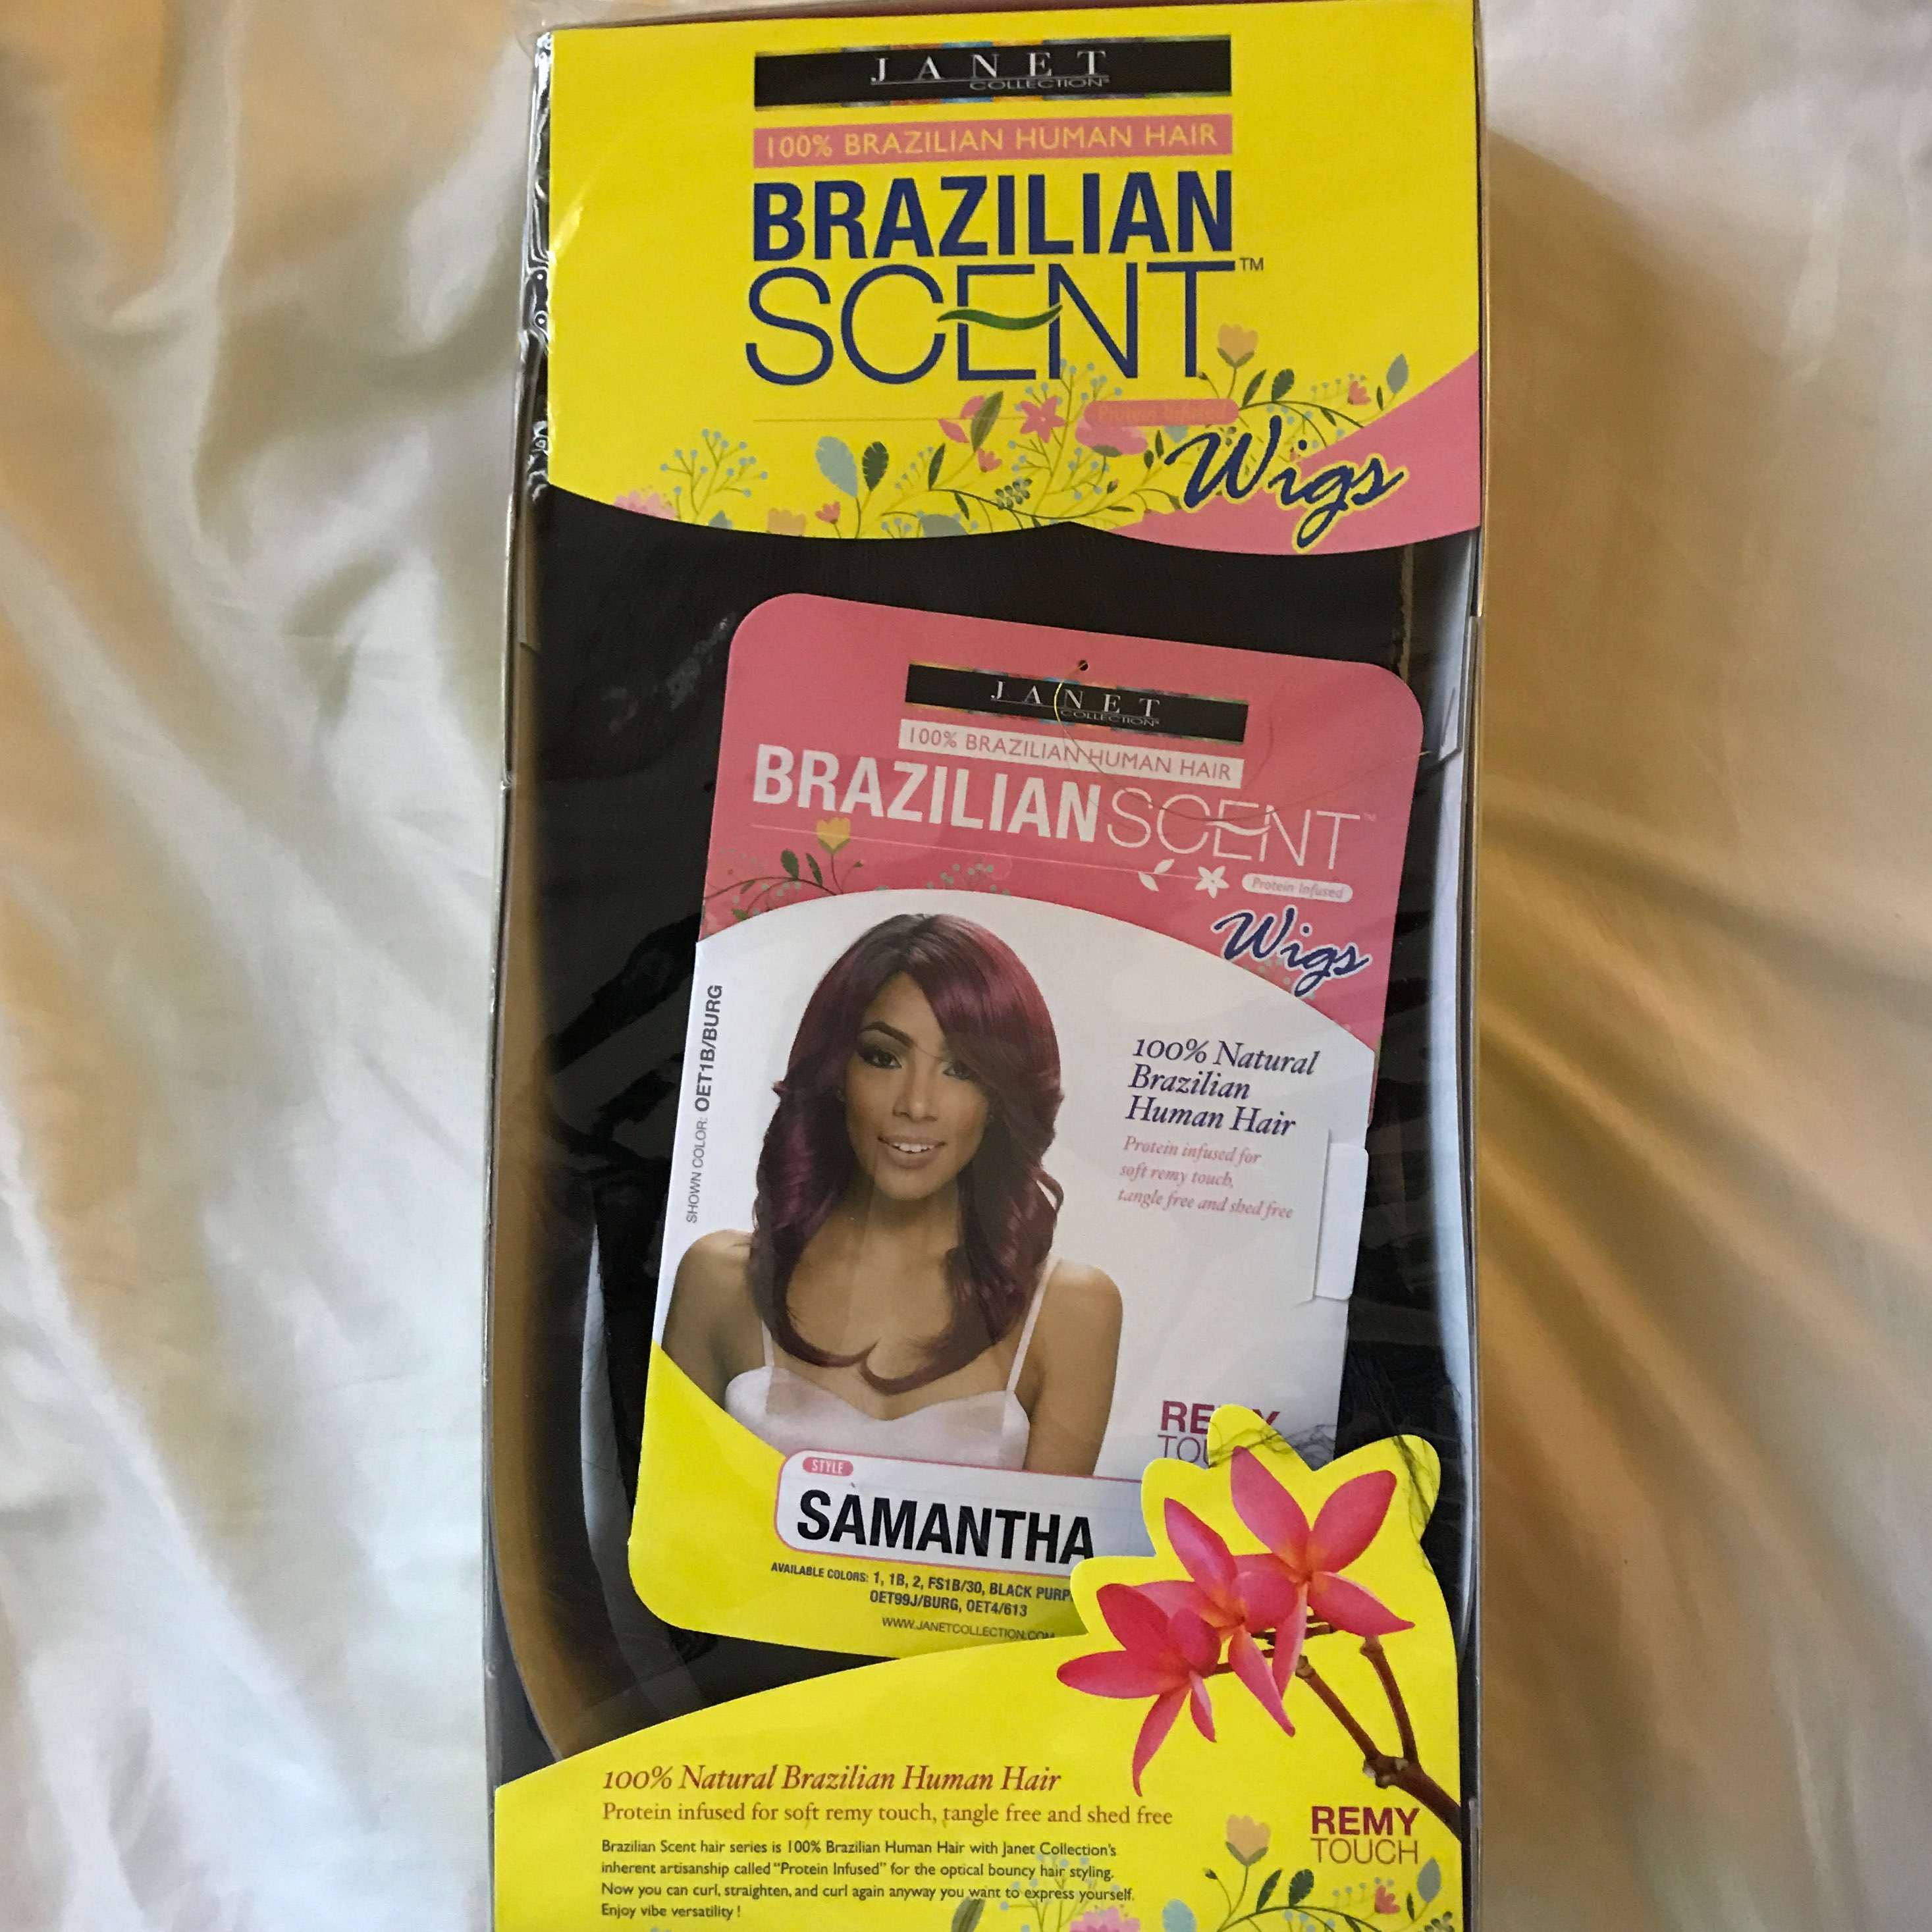 JANET
COLLECTION®
100% BRAZILIAN HUMAN HAIR
BRAZILIAN
SCENT™
Protein Infused
Wigs
JANET
COLLECTION®
100% BRAZILIAN HUMAN HAIR
BRAZILIAN SCENT™
Protein Infused
Wigs
SHOWN COLOR: OET1B/BURG
100% Natural
Brazilian
Human Hair
Protein infused for
soft remy touch,
tangle free and shed free
STYLE
SAMANTHA
AVAILABLE COLORS: 1, 1B, 2, FS1B/30, BLACK PURP
OET99J/BURG, OET4/613
WWW.JANETCOLLECTION.COM
100% Natural Brazilian Human Hair
Protein infused for soft remy touch, tangle free and shed free
Brazilian Scent hair series is 100% Brazilian Human Hair with Janet Collection's
inherent artisanship called "Protein Infused" for the optical bouncy hair styling.
Now you can curl, straighten, and curl again anyway you want to express yourself.
Enjoy vibe versatility !
REMY
TOUCH